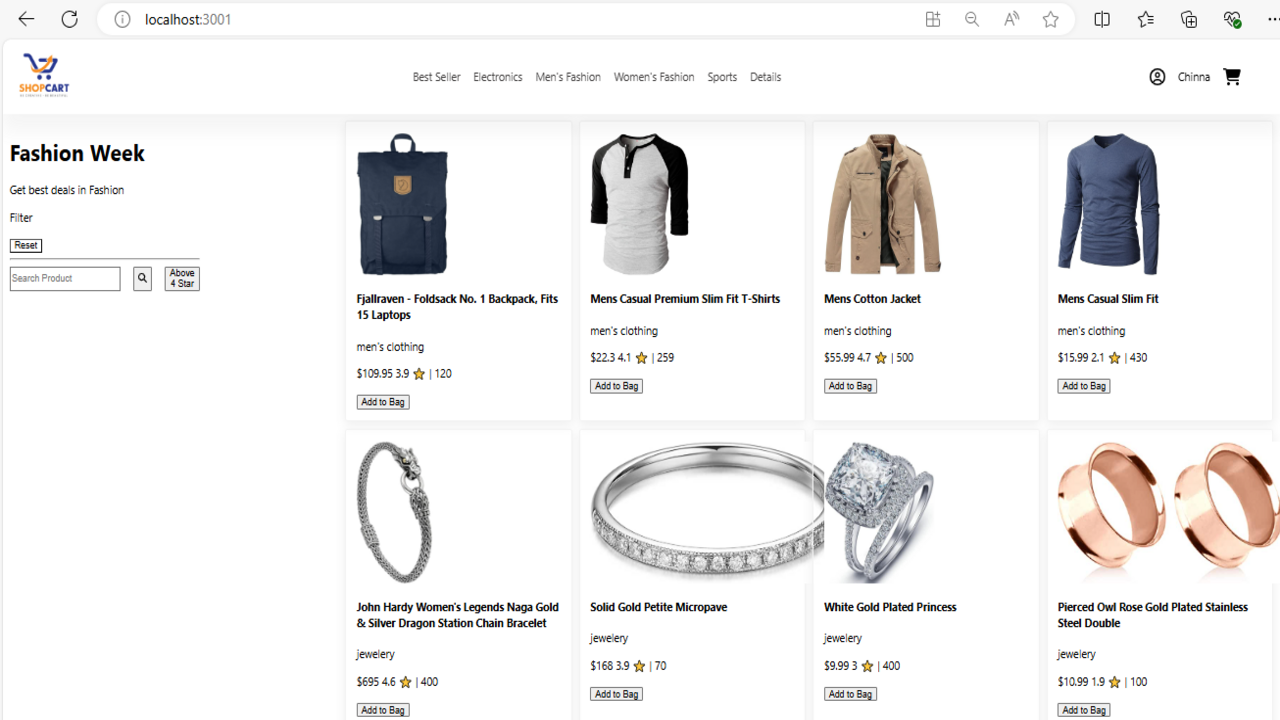 localhost:3001
SHOPCART
Best Seller Electronics Men's Fashion Women's Fashion Sports Details
Chinna
Fashion Week
Get best deals in Fashion
Filter
Reset
Search Product
Above
4 Star
Fjallraven - Foldsack No. 1 Backpack, Fits
15 Laptops
men's clothing
$109.95 3.9 ⭐ | 120
Add to Bag
Mens Casual Premium Slim Fit T-Shirts
men's clothing
$22.3 4.1 ⭐ | 259
Add to Bag
Mens Cotton Jacket
men's clothing
$55.99 4.7 ⭐ | 500
Add to Bag
Mens Casual Slim Fit
men's clothing
$15.99 2.1 ⭐ | 430
Add to Bag
John Hardy Women's Legends Naga Gold
& Silver Dragon Station Chain Bracelet
jewelery
$695 4.6 ⭐ | 400
Add to Bag
Solid Gold Petite Micropave
jewelery
$168 3.9 ⭐ | 70
Add to Bag
White Gold Plated Princess
jewelery
$9.99 3 ⭐ | 400
Add to Bag
Pierced Owl Rose Gold Plated Stainless
Steel Double
jewelery
$10.99 1.9 ⭐ | 100
Add to Bag